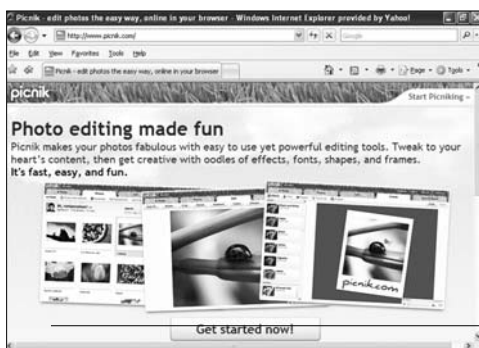 Picnik - edit photos the easy way, online in your browser - Windows Internet Explorer provided by Yahoo!
http://www.picnik.com/
Google
File Edit View Favorites Tools Help
Picnik - edit photos the easy way, online in your browser
Page Tools
picnik
Start Picniking »
Photo editing made fun
Picnik makes your photos fabulous with easy to use yet powerful editing tools. Tweak to your
heart's content, then get creative with oodles of effects, fonts, shapes, and frames.
It's fast, easy, and fun.
picnik.com
Get started now!